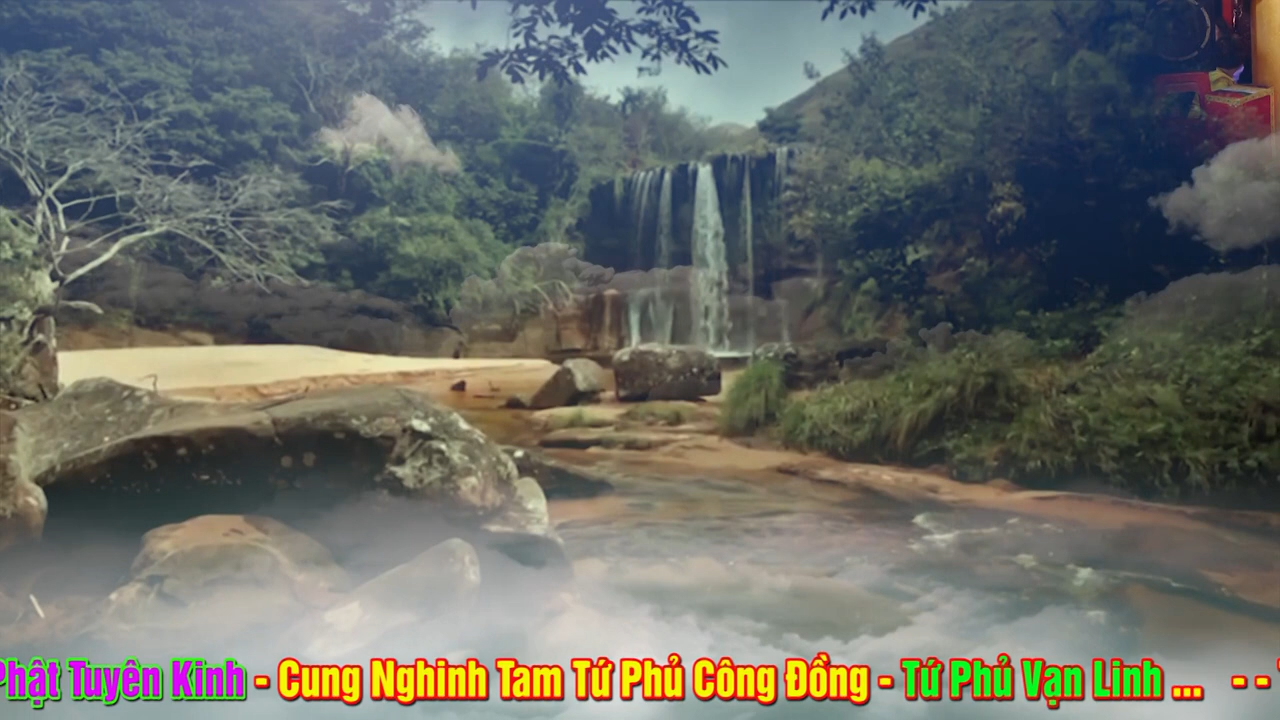 Phật Tuyên Kinh - Cung Nghinh Tam Tứ Phủ Công Đồng - Tứ Phủ Vạn Linh ... - -